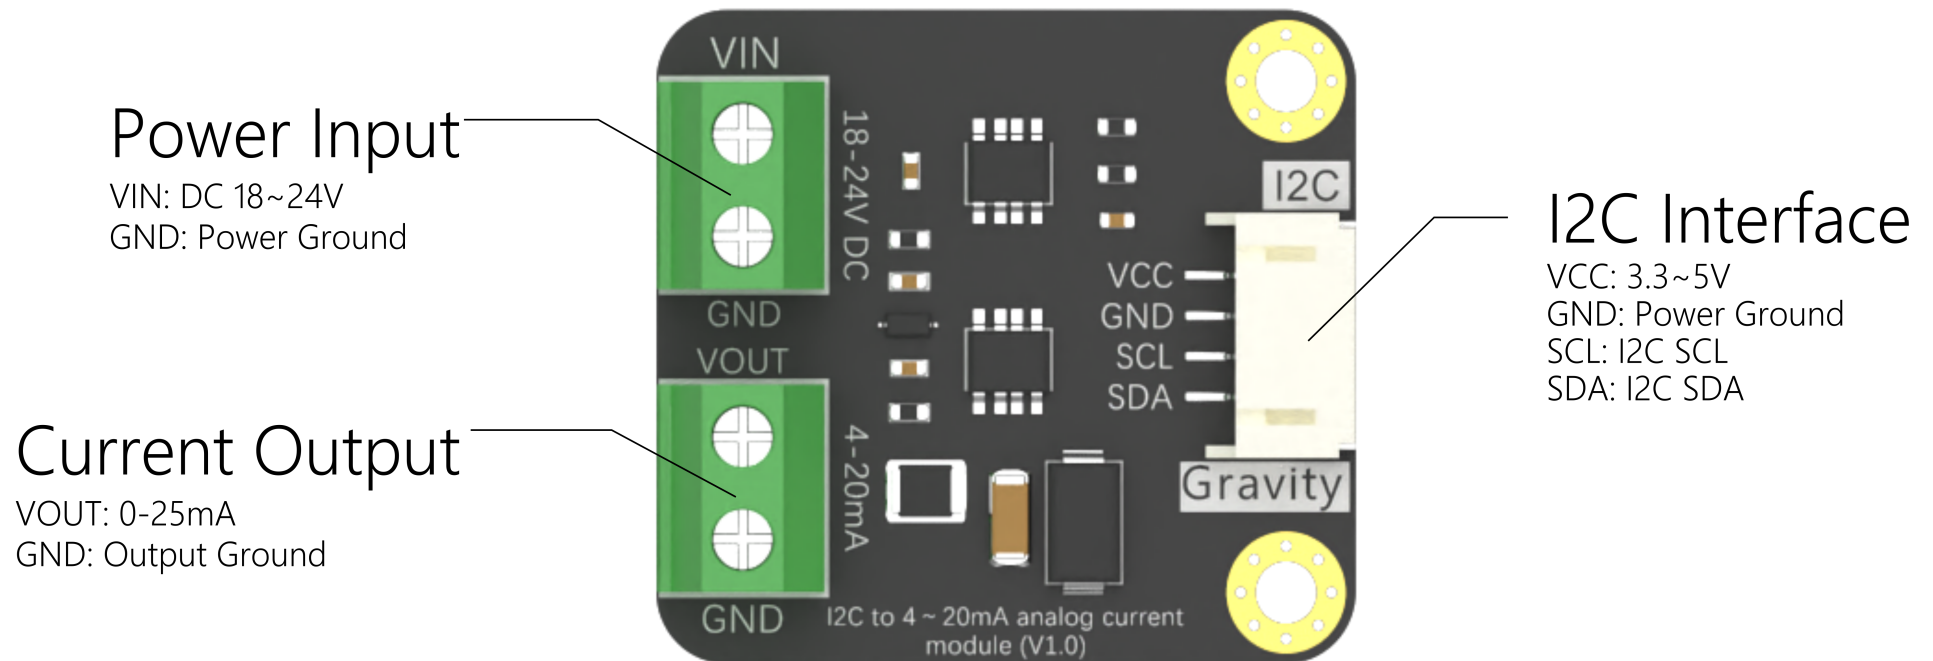 Power Input
VIN: DC 18~24V
GND: Power Ground
Current Output
VOUT: 0-25mA
GND: Output Ground
VIN
18-24V DC
GND
VOUT
4-20mA
GND
I2C to 4 ~ 20mA analog current
module (V1.0)
I2C
VCC
GND
SCL
SDA
Gravity
I2C Interface
VCC: 3.3~5V
GND: Power Ground
SCL: I2C SCL
SDA: I2C SDA